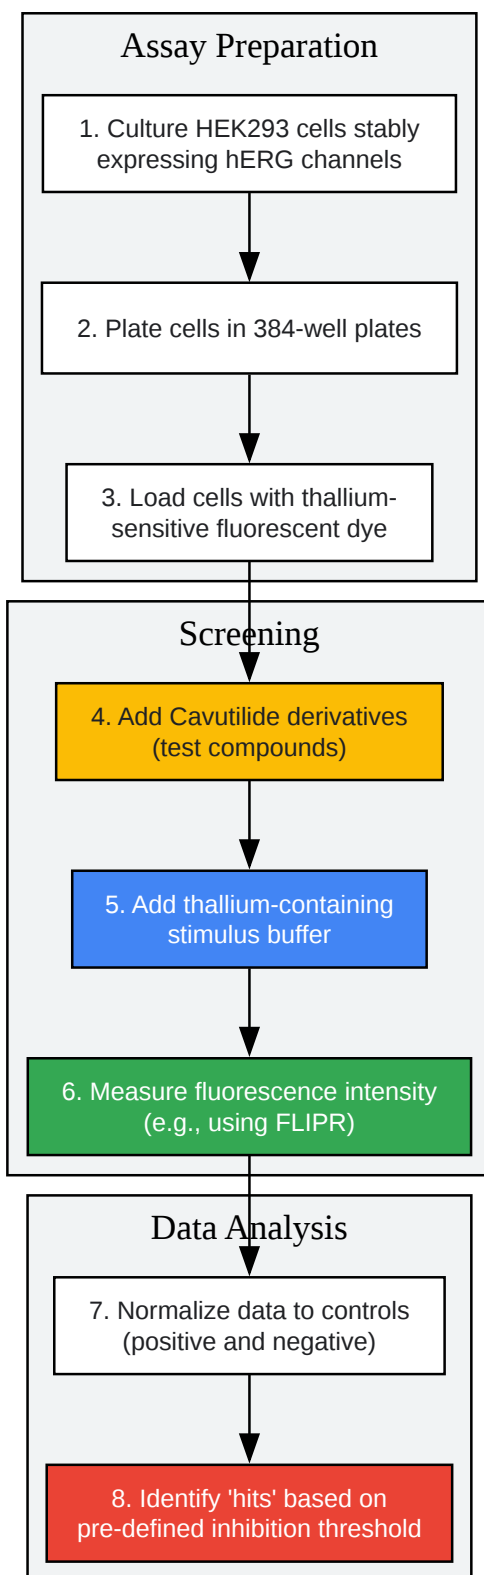 Assay Preparation
1. Culture HEK293 cells stably
expressing hERG channels
2. Plate cells in 384-well plates
3. Load cells with thallium-
sensitive fluorescent dye
Screening
4. Add Cavutilide derivatives
(test compounds)
5. Add thallium-containing
stimulus buffer
6. Measure fluorescence intensity
(e.g., using FLIPR)
Data Analysis
7. Normalize data to controls
(positive and negative)
8. Identify 'hits' based on
pre-defined inhibition threshold